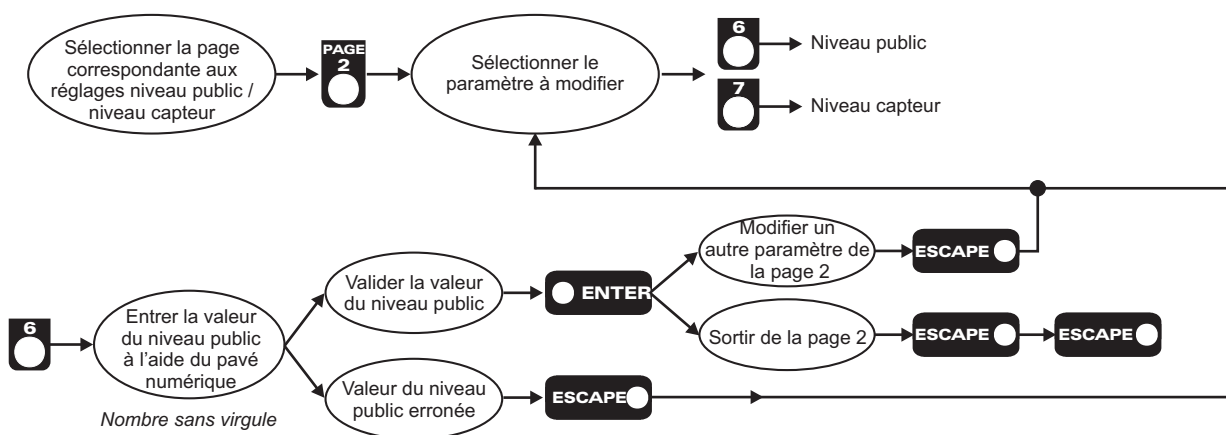 Sélectionner la page
correspondante aux
réglages niveau public /
niveau capteur
PAGE
2
Sélectionner le
paramètre à modifier
6
Niveau public
7
Niveau capteur
6
Entrer la valeur
du niveau public
à l'aide du pavé
numérique
Nombre sans virgule
Valider la valeur
du niveau public
ENTER
Modifier un
autre paramètre de
la page 2
ESCAPE
Sortir de la page 2
ESCAPE
ESCAPE
Valeur du niveau
public erronée
ESCAPE